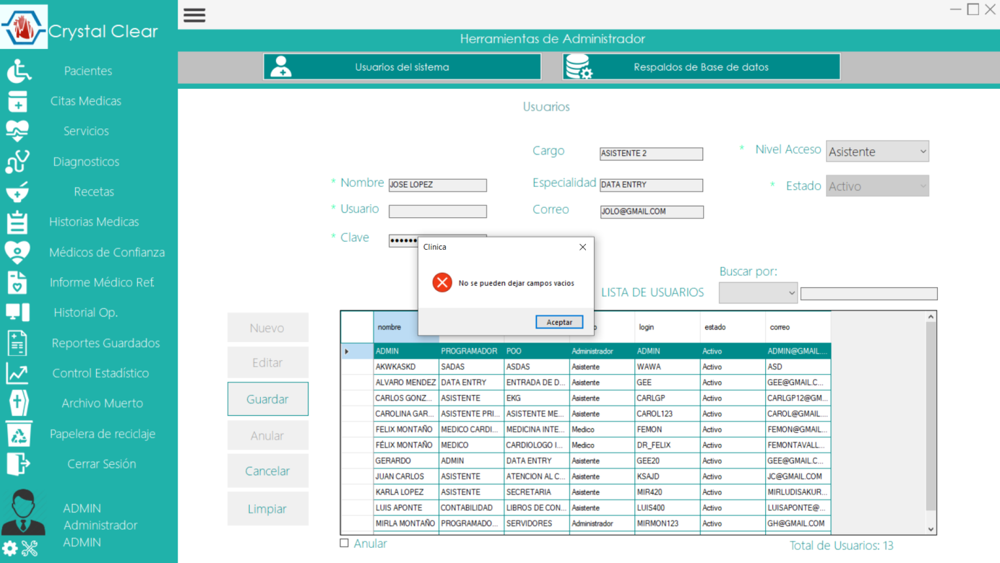 Crystal Clear
Pacientes
Citas Medicas
Servicios
Diagnosticos
Recetas
Historias Medicas
Médicos de Confianza
Informe Médico Ref.
Historial Op.
Reportes Guardados
Control Estadístico
Archivo Muerto
Papelera de reciclaje
Cerrar Sesión
ADMIN
Administrador
ADMIN
Herramientas de Administrador
Usuarios del sistema
Respaldos de Base de datos
Usuarios
Cargo ASISTENTE 2
* Nivel Acceso Asistente
* Nombre JOSE LOPEZ
Especialidad DATA ENTRY
* Estado Activo
* Usuario
Correo JOLO@GMAIL.COM
* Clave ••••••
Clinica
No se pueden dejar campos vacios
Aceptar
Buscar por:
LISTA DE USUARIOS
Nuevo
Editar
Guardar
Anular
Cancelar
Limpiar
nombre login estado correo
ADMIN PROGRAMADOR POO Administrador ADMIN Activo ADMIN@GMAIL....
AKWKASKD SADAS ASDAS Asistente WAWA Activo ASD
ALVARO MENDEZ DATA ENTRY ENTRADA DE D... Asistente GEE Activo GEE@GMAIL.C...
CARLOS GONZ... ASISTENTE EKG Asistente CARLGP Activo CARLGP12@GM...
CAROLINA GAR... ASISTENTE PRI... ASISTENTE ME... Asistente CAROL123 Activo CAROL@GMAIL....
FELIX MONTAÑO MEDICO CARDI... MEDICINA INTE... Medico FEMON Activo FEMON@GMAIL...
FÉLIX MONTAÑO MEDICO CARDIOLOGO I... Medico DR_FELIX Activo FEMONTAVALL...
GERARDO ADMIN DATA ENTRY Asistente GEE20 Activo GEE@GMAIL.C...
JUAN CARLOS ASISTENTE ATENCION AL C... Asistente KSAJD Activo JC@GMAIL.COM
KARLA LOPEZ ASISTENTE SECRETARIA Asistente MIR420 Activo MIRLUDISAKUR...
LUIS APONTE CONTABILIDAD LIBROS DE CON... Asistente LUIS400 Activo LUISAPONTE@...
MIRLA MONTAÑO PROGRAMADO... SERVIDORES Administrador MIRMON123 Activo GH@GMAIL.COM
Anular
Total de Usuarios: 13